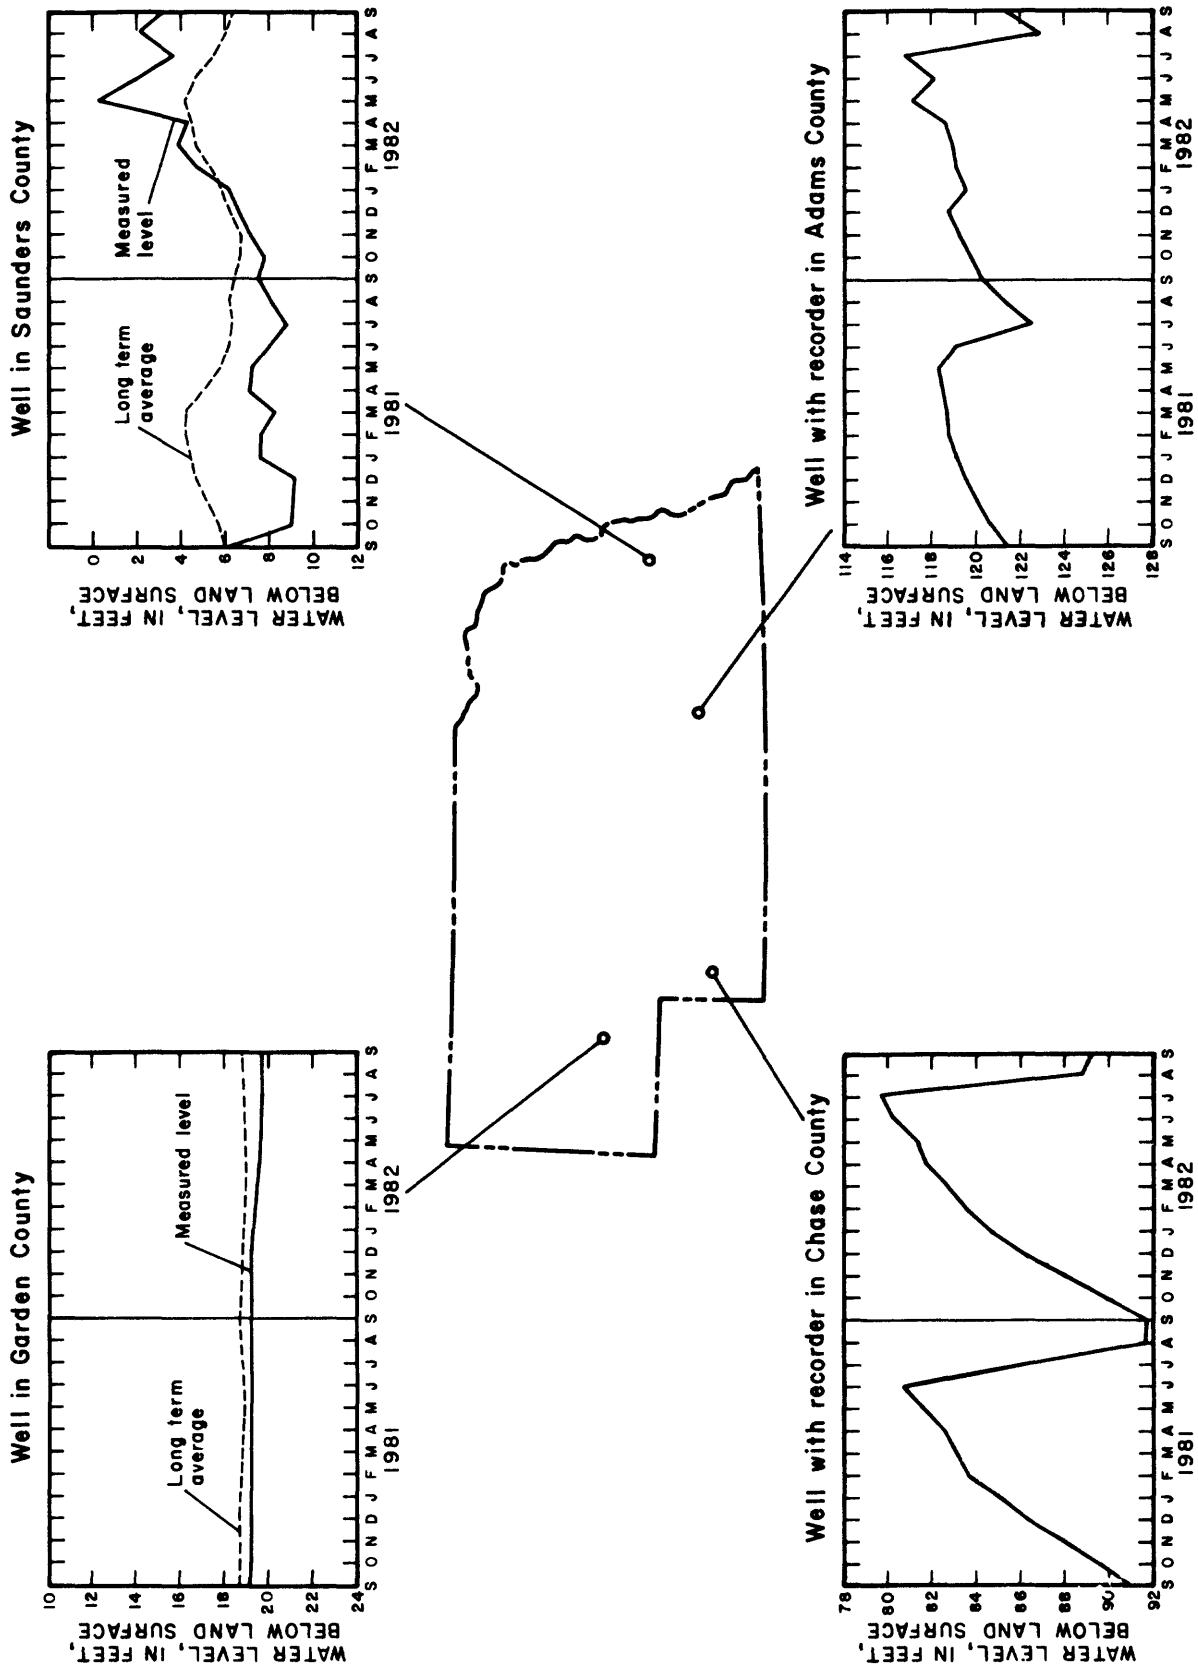 Well in Garden County
WATER LEVEL, IN FEET,
BELOW LAND SURFACE
10
12
14
16
18
20
22
24
Long term
average
Measured level
S O N D J F M A M J J A S O N D J F M A M J J A S
1981 1982
Well in Saunders County
WATER LEVEL, IN FEET,
BELOW LAND SURFACE
2
0
2
4
6
8
10
12
Long term
average
Measured
level
S O N D J F M A M J J A S O N D J F M A M J J A S
1981 1982
Well with recorder in Chase County
WATER LEVEL, IN FEET,
BELOW LAND SURFACE
78
80
82
84
86
88
90
92
S O N D J F M A M J J A S O N D J F M A M J J A S
1981 1982
Well with recorder in Adams County
WATER LEVEL, IN FEET,
BELOW LAND SURFACE
114
116
118
120
122
124
126
128
S O N D J F M A M J J A S O N D J F M A M J J A S
1981 1982